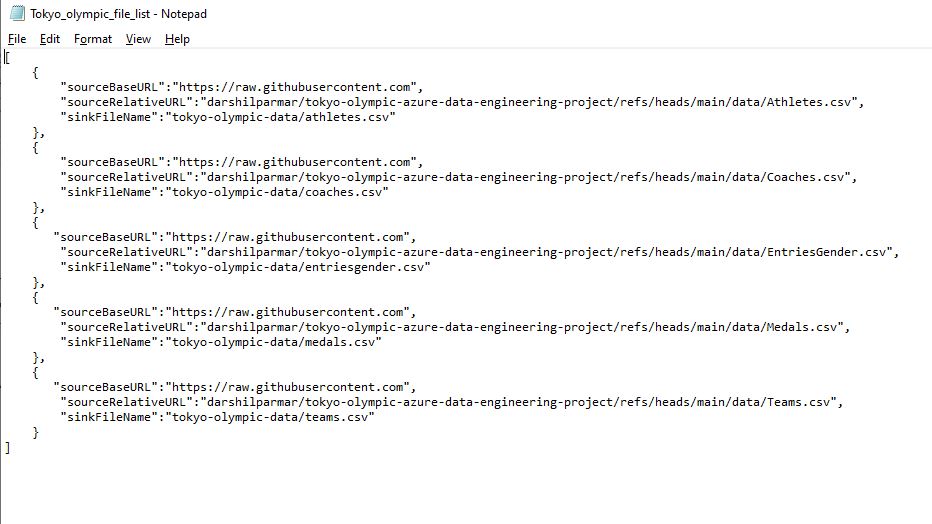 Tokyo_olympic_file_list - Notepad
File Edit Format View Help
[
    {
        "sourceBaseURL":"https://raw.githubusercontent.com",
        "sourceRelativeURL":"darshilparmar/tokyo-olympic-azure-data-engineering-project/refs/heads/main/data/Athletes.csv",
        "sinkFileName":"tokyo-olympic-data/athletes.csv"
    },
    {
        "sourceBaseURL":"https://raw.githubusercontent.com",
        "sourceRelativeURL":"darshilparmar/tokyo-olympic-azure-data-engineering-project/refs/heads/main/data/Coaches.csv",
        "sinkFileName":"tokyo-olympic-data/coaches.csv"
    },
    {
       "sourceBaseURL":"https://raw.githubusercontent.com",
        "sourceRelativeURL":"darshilparmar/tokyo-olympic-azure-data-engineering-project/refs/heads/main/data/EntriesGender.csv",
        "sinkFileName":"tokyo-olympic-data/entriesgender.csv"
    },
    {
       "sourceBaseURL":"https://raw.githubusercontent.com",
        "sourceRelativeURL":"darshilparmar/tokyo-olympic-azure-data-engineering-project/refs/heads/main/data/Medals.csv",
        "sinkFileName":"tokyo-olympic-data/medals.csv"
    },
    {
       "sourceBaseURL":"https://raw.githubusercontent.com",
        "sourceRelativeURL":"darshilparmar/tokyo-olympic-azure-data-engineering-project/refs/heads/main/data/Teams.csv",
        "sinkFileName":"tokyo-olympic-data/teams.csv"
    }
]